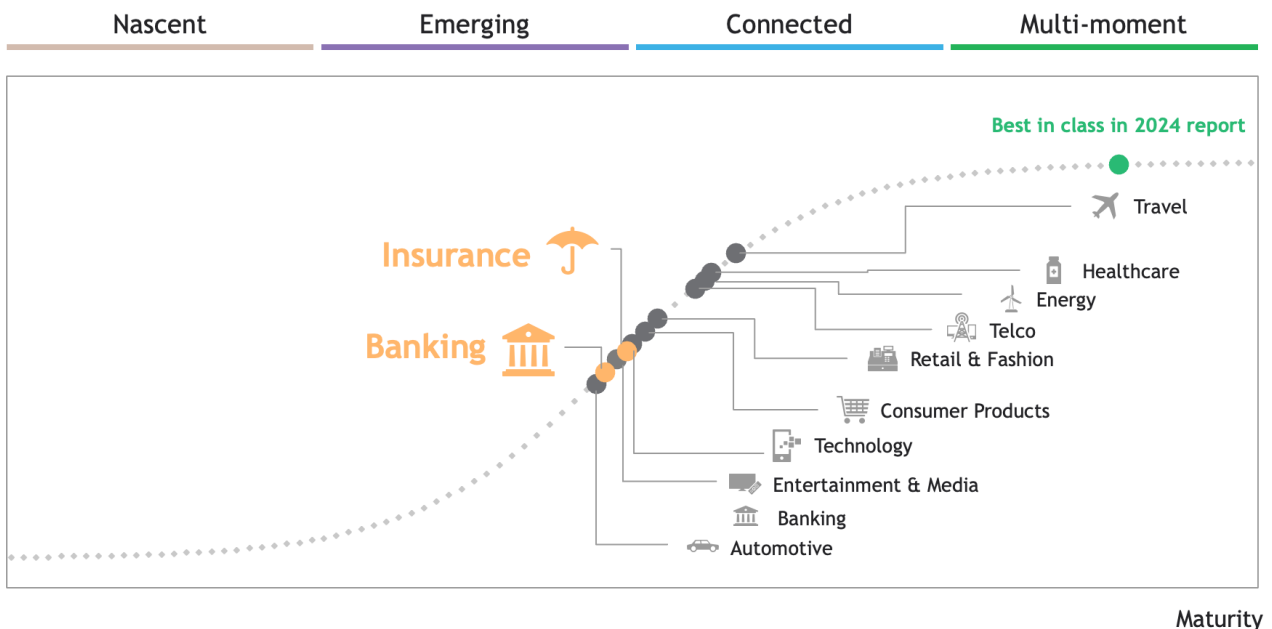 Nascent
Emerging
Connected
Multi-moment
Best in class in 2024 report
Travel
Insurance
Healthcare
Energy
Telco
Banking
Retail & Fashion
Consumer Products
Technology
Entertainment & Media
Banking
Automotive
Maturity